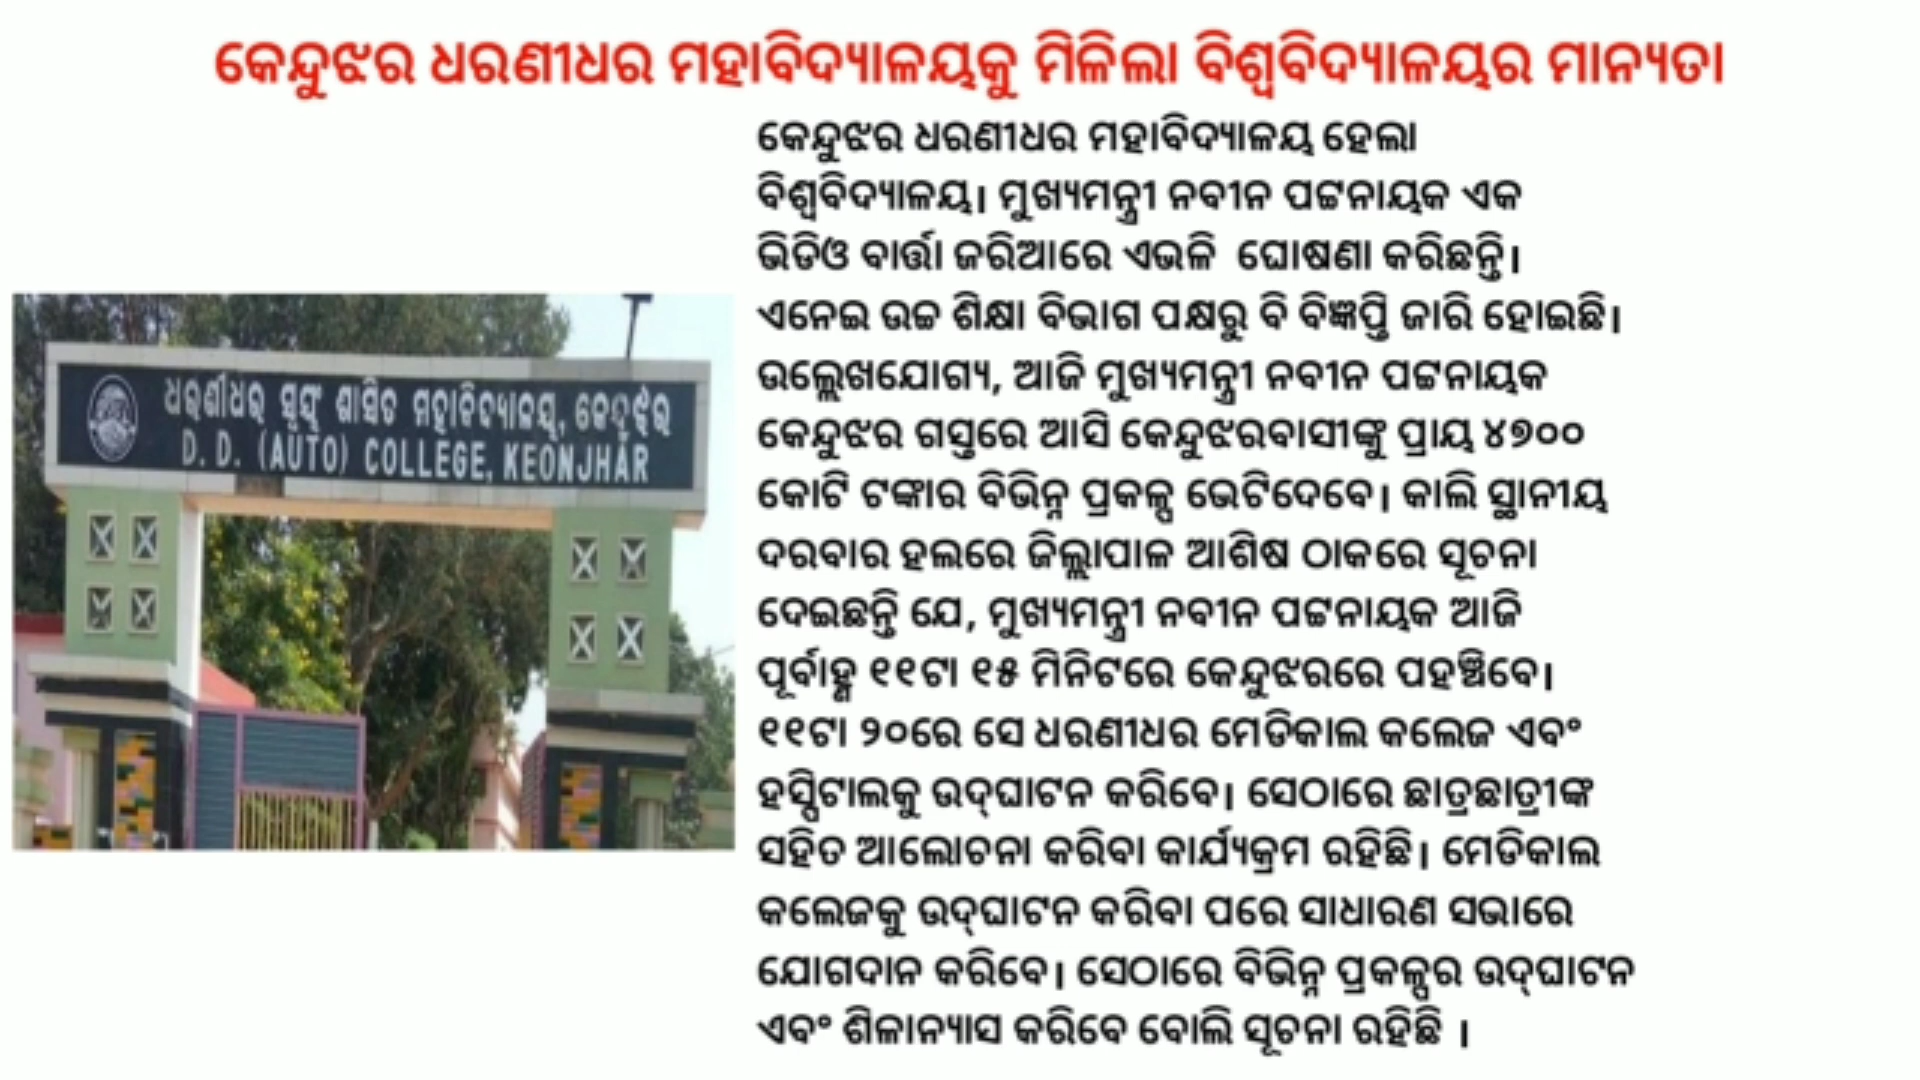 କେନ୍ଦୁଝର ଧରଣୀଧର ମହାବିଦ୍ୟାଳୟକୁ ମିଳିଲା ବିଶ୍ୱବିଦ୍ୟାଳୟର ମାନ୍ୟତା
ଧରଣୀଧର ସ୍ୱୟଂ ଶାସିତ ମହାବିଦ୍ୟାଳୟ, କେନ୍ଦୁଝର
D. D. (AUTO) COLLEGE, KEONJHAR
କେନ୍ଦୁଝର ଧରଣୀଧର ମହାବିଦ୍ୟାଳୟ ହେଲା
ବିଶ୍ୱବିଦ୍ୟାଳୟ। ମୁଖ୍ୟମନ୍ତ୍ରୀ ନବୀନ ପଟ୍ଟନାୟକ ଏକ
ଭିଡିଓ ବାର୍ତ୍ତା ଜରିଆରେ ଏଭଳି ଘୋଷଣା କରିଛନ୍ତି।
ଏନେଇ ଉଚ୍ଚ ଶିକ୍ଷା ବିଭାଗ ପକ୍ଷରୁ ବି ବିଜ୍ଞପ୍ତି ଜାରି ହୋଇଛି।
ଉଲ୍ଲେଖଯୋଗ୍ୟ, ଆଜି ମୁଖ୍ୟମନ୍ତ୍ରୀ ନବୀନ ପଟ୍ଟନାୟକ
କେନ୍ଦୁଝର ଗସ୍ତରେ ଆସି କେନ୍ଦୁଝରବାସୀଙ୍କୁ ପ୍ରାୟ ୪୭୦୦
କୋଟି ଟଙ୍କାର ବିଭିନ୍ନ ପ୍ରକଳ୍ପ ଭେଟିଦେବେ। କାଲି ସ୍ଥାନୀୟ
ଦରବାର ହଲରେ ଜିଲ୍ଲାପାଳ ଆଶିଷ ଠାକରେ ସୂଚନା
ଦେଇଛନ୍ତି ଯେ, ମୁଖ୍ୟମନ୍ତ୍ରୀ ନବୀନ ପଟ୍ଟନାୟକ ଆଜି
ପୂର୍ବାହ୍ଣ ୧୧ଟା ୧୫ ମିନିଟରେ କେନ୍ଦୁଝରରେ ପହଞ୍ଚିବେ।
୧୧ଟା ୨୦ରେ ସେ ଧରଣୀଧର ମେଡିକାଲ କଲେଜ ଏବଂ
ହସ୍ପିଟାଲକୁ ଉଦ୍‌ଘାଟନ କରିବେ। ସେଠାରେ ଛାତ୍ରଛାତ୍ରୀଙ୍କ
ସହିତ ଆଲୋଚନା କରିବା କାର୍ଯ୍ୟକ୍ରମ ରହିଛି। ମେଡିକାଲ
କଲେଜକୁ ଉଦ୍‌ଘାଟନ କରିବା ପରେ ସାଧାରଣ ସଭାରେ
ଯୋଗଦାନ କରିବେ। ସେଠାରେ ବିଭିନ୍ନ ପ୍ରକଳ୍ପର ଉଦ୍‌ଘାଟନ
ଏବଂ ଶିଳାନ୍ୟାସ କରିବେ ବୋଲି ସୂଚନା ରହିଛି ।